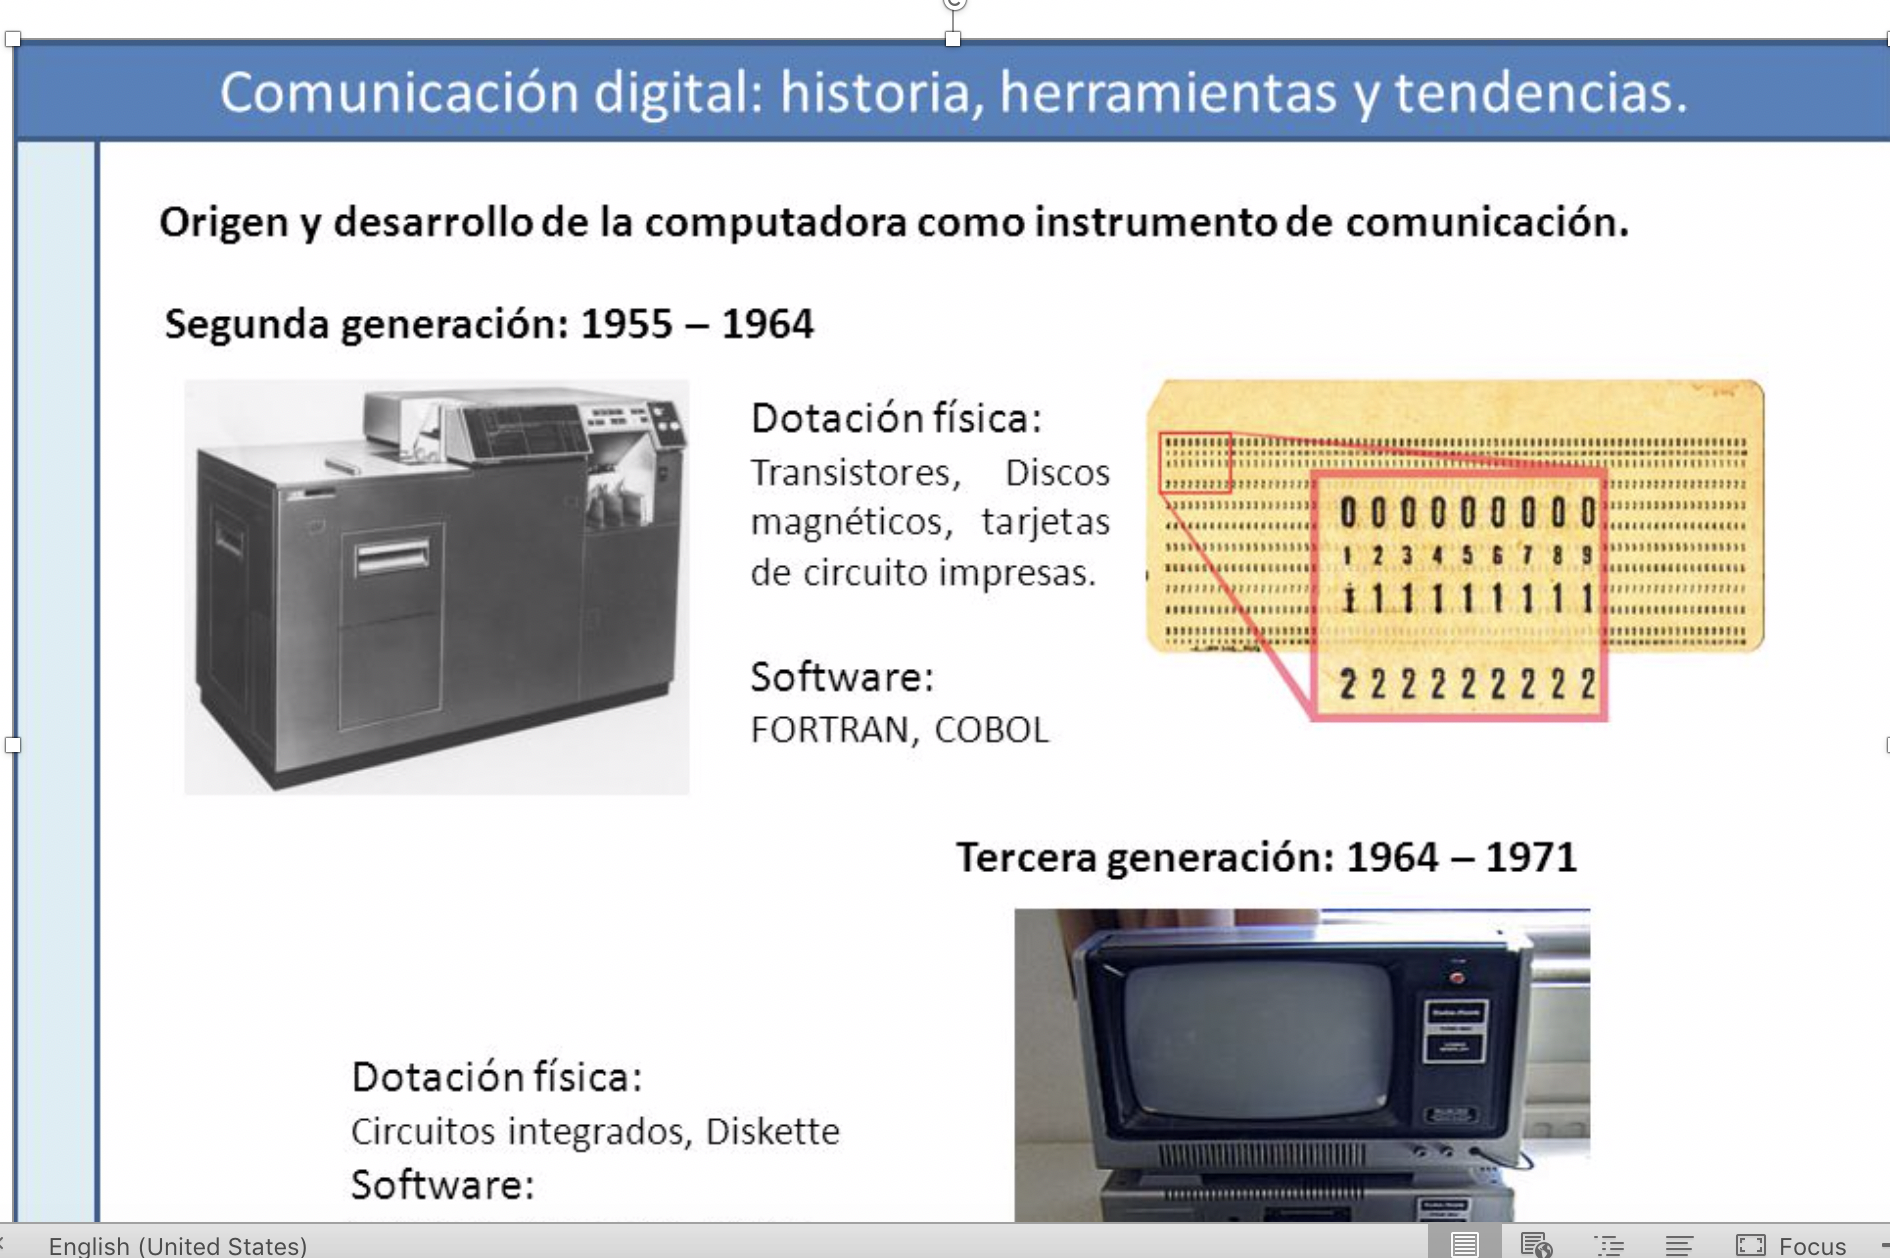 Comunicación digital: historia, herramientas y tendencias.
Origen y desarrollo de la computadora como instrumento de comunicación.
Segunda generación: 1955 – 1964
Dotación física:
Transistores, Discos
magnéticos, tarjetas
de circuito impresas.
Software:
FORTRAN, COBOL
0 0 0 0 0 0 0 0 0
1 2 3 4 5 6 7 8 9
1 1 1 1 1 1 1 1 1
2 2 2 2 2 2 2 2 2
Tercera generación: 1964 – 1971
Dotación física:
Circuitos integrados, Diskette
Software:
English (United States)
Focus